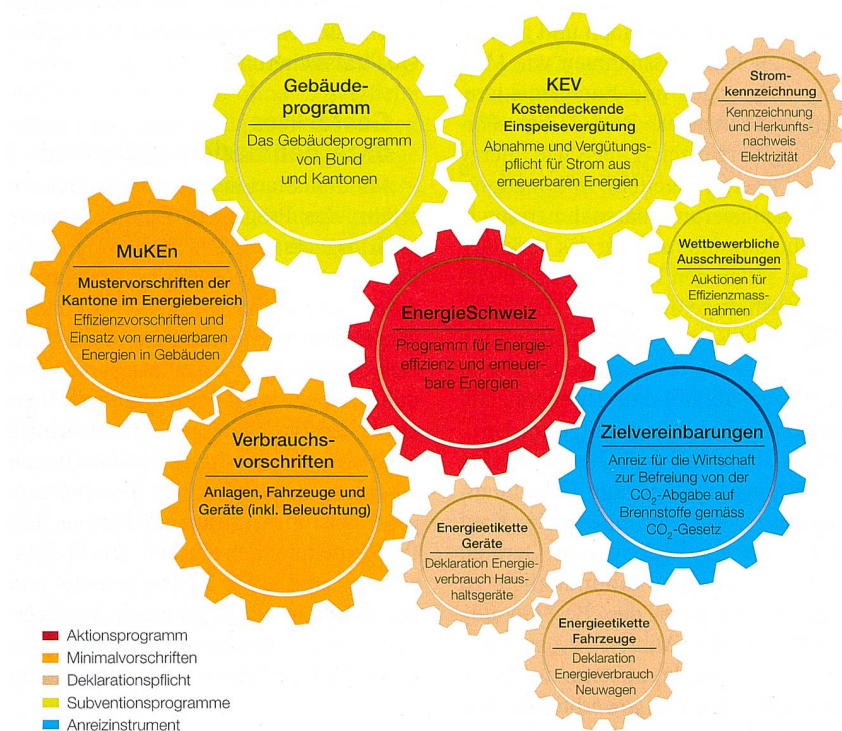 Gebäude-
programm
Das Gebäudeprogramm
von Bund
und Kantonen
KEV
Kostendeckende
Einspeisevergütung
Abnahme und Vergütungs-
pflicht für Strom aus
erneuerbaren Energien
Strom-
kennzeichnung
Kennzeichnung
und Herkunfts-
nachweis
Elektrizität
MuKEn
Mustervorschriften der
Kantone im Energiebereich
Effizienzvorschriften und
Einsatz von erneuerbaren
Energien in Gebäuden
EnergieSchweiz
Programm für Energie-
effizienz und erneuer-
bare Energien
Wettbewerbliche
Ausschreibungen
Auktionen für
Effizienzmass-
nahmen
Verbrauchs-
vorschriften
Anlagen, Fahrzeuge und
Geräte (inkl. Beleuchtung)
Zielvereinbarungen
Anreiz für die Wirtschaft
zur Befreiung von der
CO₂-Abgabe auf
Brennstoffe gemäss
CO₂-Gesetz
Energieetikette
Geräte
Deklaration Energie-
verbrauch Haus-
haltsgeräte
Energieetikette
Fahrzeuge
Deklaration
Energieverbrauch
Neuwagen
Aktionsprogramm
Minimalvorschriften
Deklarationspflicht
Subventionsprogramme
Anreizinstrument